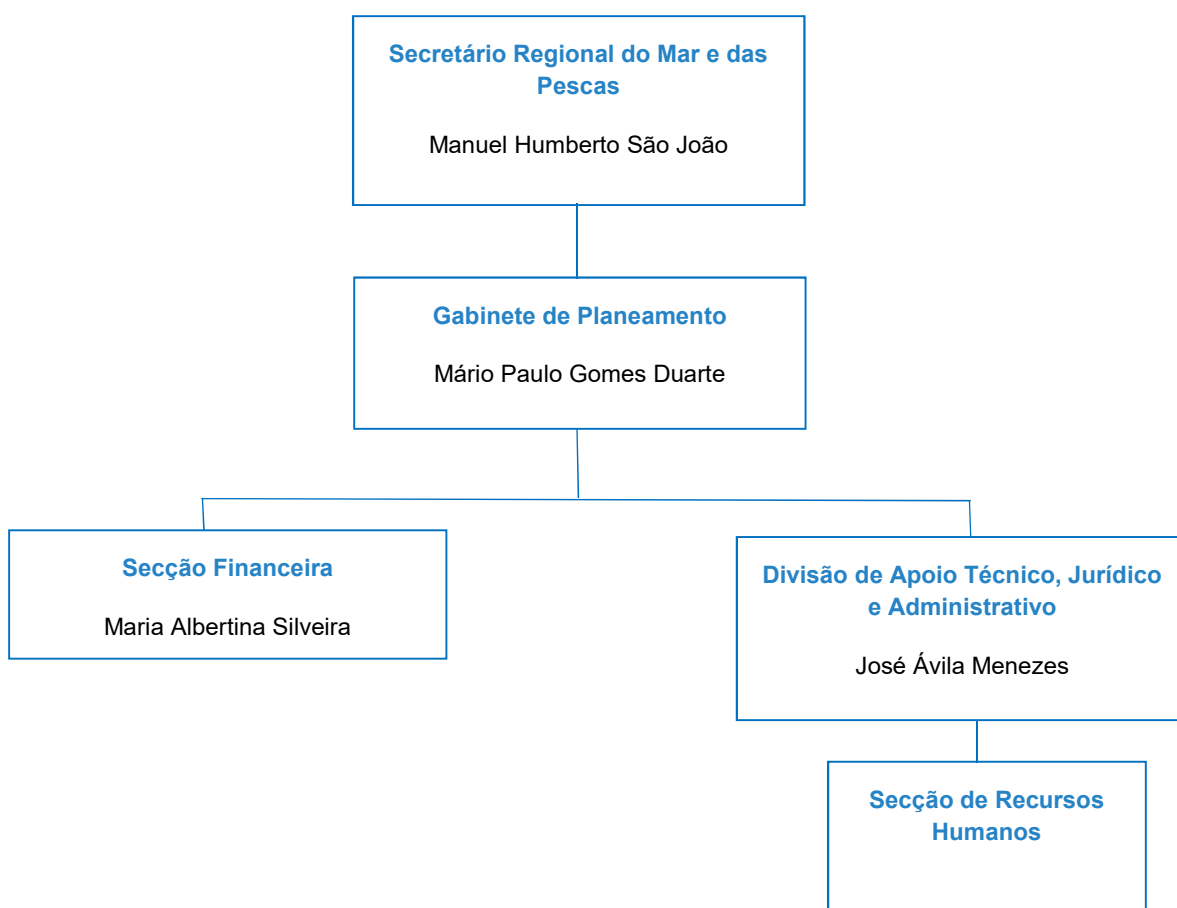 Secretário Regional do Mar e das
Pescas
Manuel Humberto São João
Gabinete de Planeamento
Mário Paulo Gomes Duarte
Secção Financeira
Maria Albertina Silveira
Divisão de Apoio Técnico, Jurídico
e Administrativo
José Ávila Menezes
Secção de Recursos
Humanos